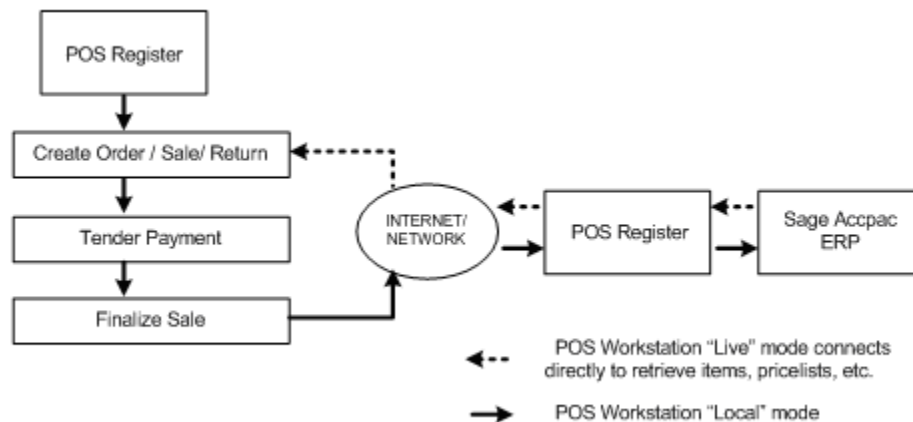 POS Register
Create Order / Sale/ Return
Tender Payment
Finalize Sale
INTERNET/
NETWORK
POS Register
Sage Accpac
ERP
POS Workstation “Live” mode connects
directly to retrieve items, pricelists, etc.
POS Workstation “Local” mode